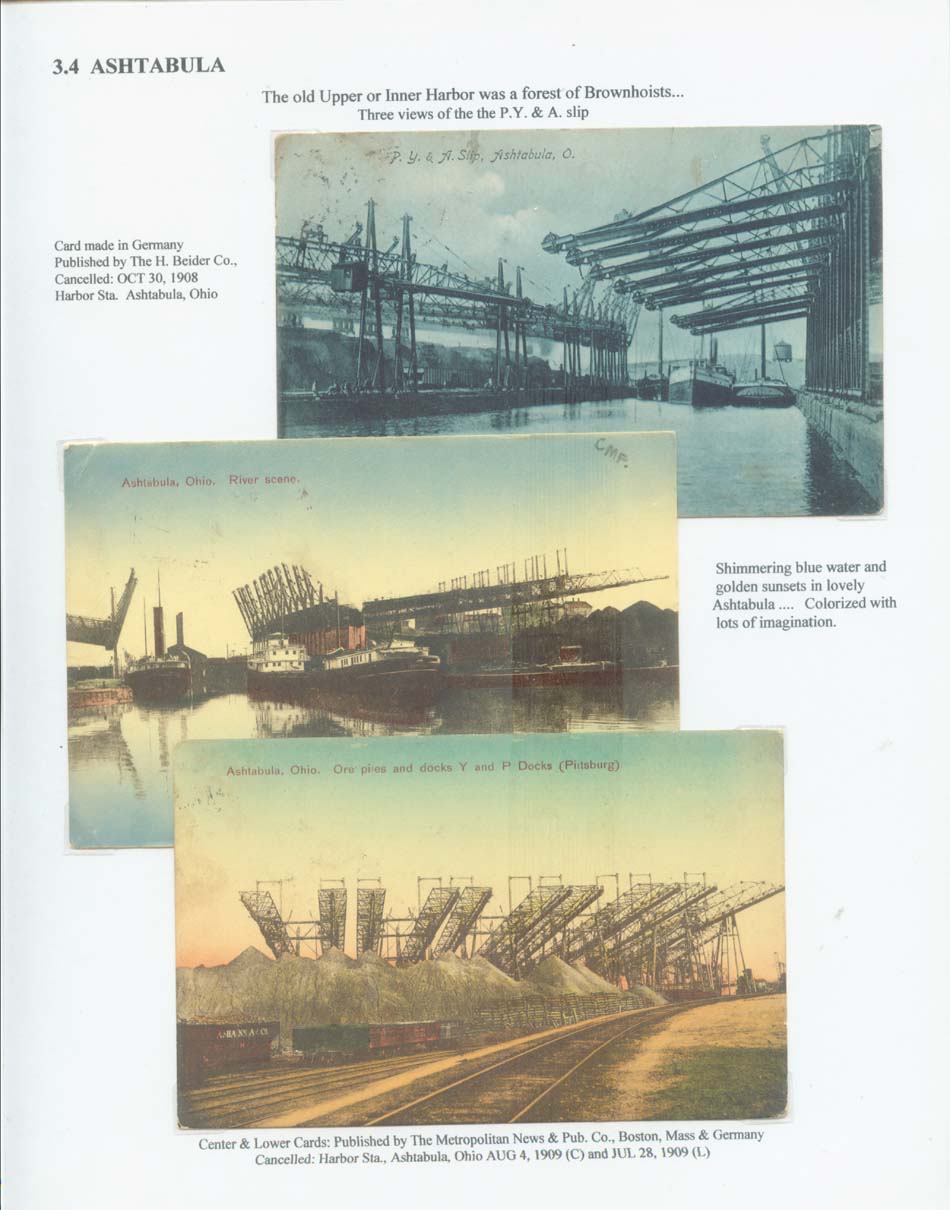 3.4 ASHTABULA
The old Upper or Inner Harbor was a forest of Brownhoists...
Three views of the the P.Y. & A. slip
P. Y. & A. Slip, Ashtabula, O.
Card made in Germany
Published by The H. Beider Co.,
Cancelled: OCT 30, 1908
Harbor Sta. Ashtabula, Ohio
CMF.
Ashtabula, Ohio. River scene.
Shimmering blue water and
golden sunsets in lovely
Ashtabula .... Colorized with
lots of imagination.
Ashtabula, Ohio. Ore piles and docks Y and P Docks (Pittsburg)
Center & Lower Cards: Published by The Metropolitan News & Pub. Co., Boston, Mass & Germany
Cancelled: Harbor Sta., Ashtabula, Ohio AUG 4, 1909 (C) and JUL 28, 1909 (L)